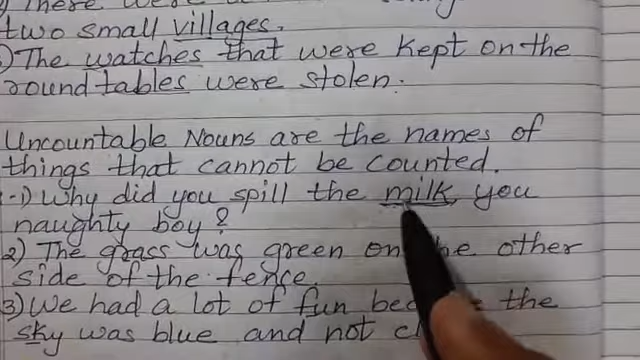 There were
two small villages.
) The watches that were kept on the
round tables were stolen.
Uncountable Nouns are the names of
things that cannot be counted.
-1) Why did you spill the milk, you
naughty boy?
2) The grass was green on the other
side of the fence.
3) We had a lot of fun the
sky was blue and not